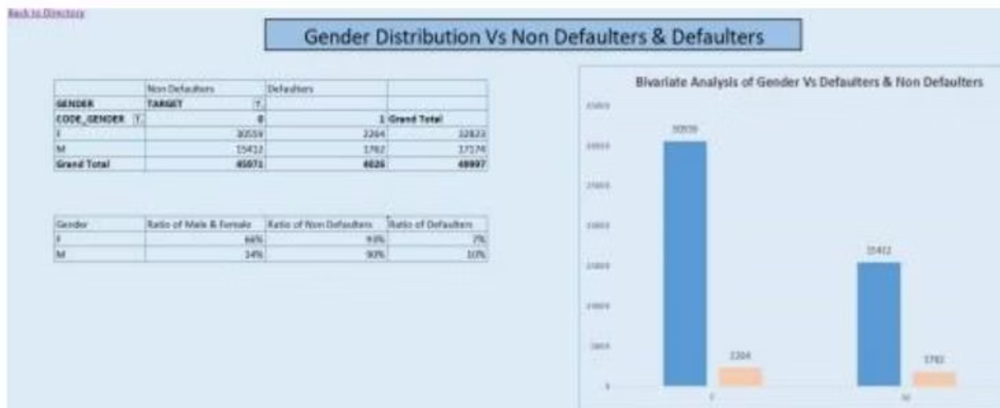 Back to Directory
Gender Distribution Vs Non Defaulters & Defaulters
Non Defaulters Defaulters
GENDER TARGET
CODE_GENDER 0 1 Grand Total
F 30559 2264 32823
M 15412 1762 17174
Grand Total 45971 4026 49997
Gender Ratio of Male & Female Ratio of Non Defaulters Ratio of Defaulters
F 66% 93% 7%
M 34% 90% 10%
Bivariate Analysis of Gender Vs Defaulters & Non Defaulters
35000
30559
30000
25000
20000
15412
15000
10000
5000
2264
1762
0
F M